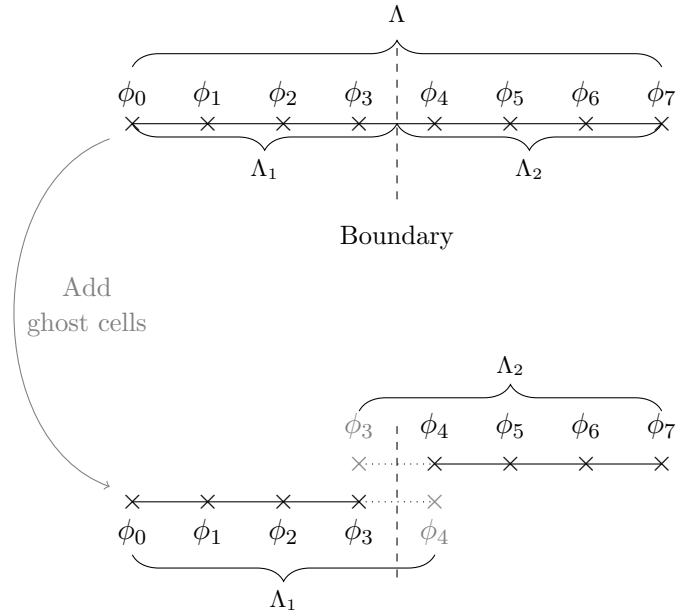 Λ
ϕ₀ ϕ₁ ϕ₂ ϕ₃ ϕ₄ ϕ₅ ϕ₆ ϕ₇
Λ₁ Λ₂
Boundary
Add
ghost cells
Λ₂
ϕ₃ ϕ₄ ϕ₅ ϕ₆ ϕ₇
ϕ₀ ϕ₁ ϕ₂ ϕ₃ ϕ₄
Λ₁